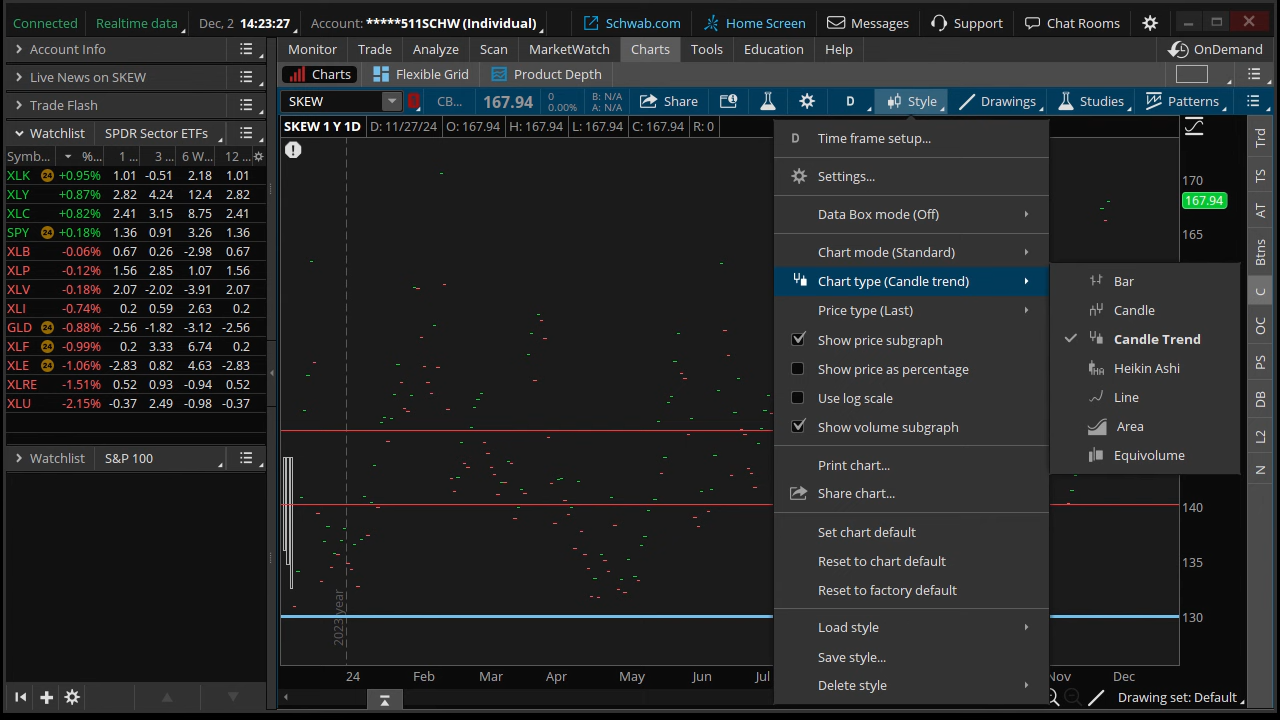 Connected Realtime data Dec, 2 14:23:27 Account: *****511SCHW (Individual) Schwab.com Home Screen Messages Support Chat Rooms
Account Info
Live News on SKEW
Trade Flash
Watchlist SPDR Sector ETFs
Symb... %... 1 ... 3 ... 6 W... 12 ...
XLK 24 +0.95% 1.01 -0.51 2.18 1.01
XLY +0.87% 2.82 4.24 12.4 2.82
XLC +0.82% 2.41 3.15 8.75 2.41
SPY 24 +0.18% 1.36 0.91 3.26 1.36
XLB -0.06% 0.67 0.26 -2.98 0.67
XLP -0.12% 1.56 2.85 1.07 1.56
XLV -0.18% 2.07 -2.02 -3.91 2.07
XLI -0.74% 0.2 0.59 2.63 0.2
GLD 24 -0.88% -2.56 -1.82 -3.12 -2.56
XLF 24 -0.99% 0.2 3.33 6.74 0.2
XLE 24 -1.06% -2.83 0.82 4.63 -2.83
XLRE -1.51% 0.52 0.93 -0.94 0.52
XLU -2.15% -0.37 2.49 -0.98 -0.37
Watchlist S&P 100
Monitor Trade Analyze Scan MarketWatch Charts Tools Education Help OnDemand
Charts Flexible Grid Product Depth
SKEW CB... 167.94 0 0.00% B: N/A A: N/A Share D Style Drawings Studies Patterns
SKEW 1 Y 1D D: 11/27/24 O: 167.94 H: 167.94 L: 167.94 C: 167.94 R: 0
D Time frame setup...
Settings...
Data Box mode (Off)
Chart mode (Standard)
Chart type (Candle trend)
Price type (Last)
Show price subgraph
Show price as percentage
Use log scale
Show volume subgraph
Print chart...
Share chart...
Set chart default
Reset to chart default
Reset to factory default
Load style
Save style...
Delete style
Bar
Candle
Candle Trend
Heikin Ashi
Line
Area
Equivolume
170
167.94
165
140
135
130
2023 year
24 Feb Mar Apr May Jun Jul Nov Dec
Drawing set: Default
Trd
TS
AT
Btns
C
OC
PS
DB
L2
N